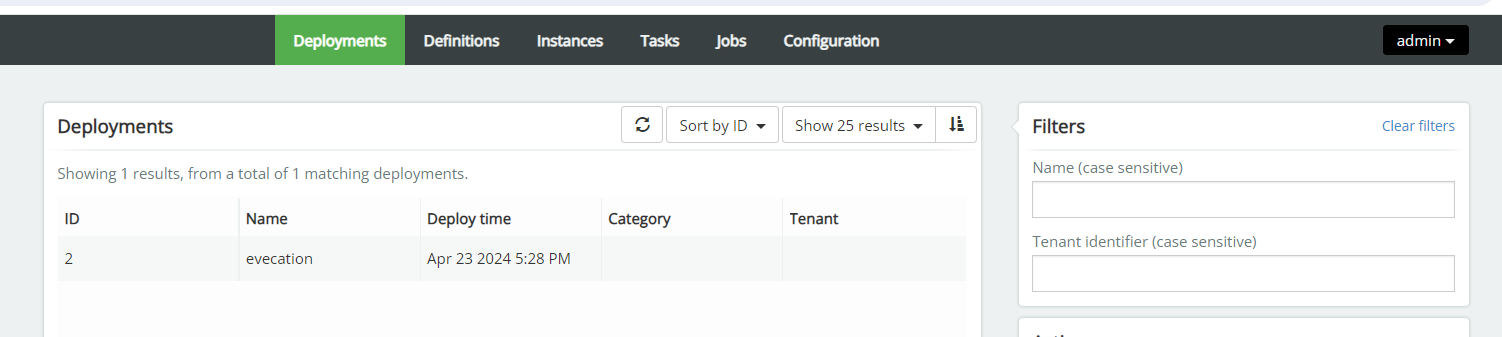 Deployments Definitions Instances Tasks Jobs Configuration admin
Deployments Sort by ID Show 25 results
Showing 1 results, from a total of 1 matching deployments.
ID Name Deploy time Category Tenant
2 evecation Apr 23 2024 5:28 PM
Filters Clear filters
Name (case sensitive)
Tenant identifier (case sensitive)